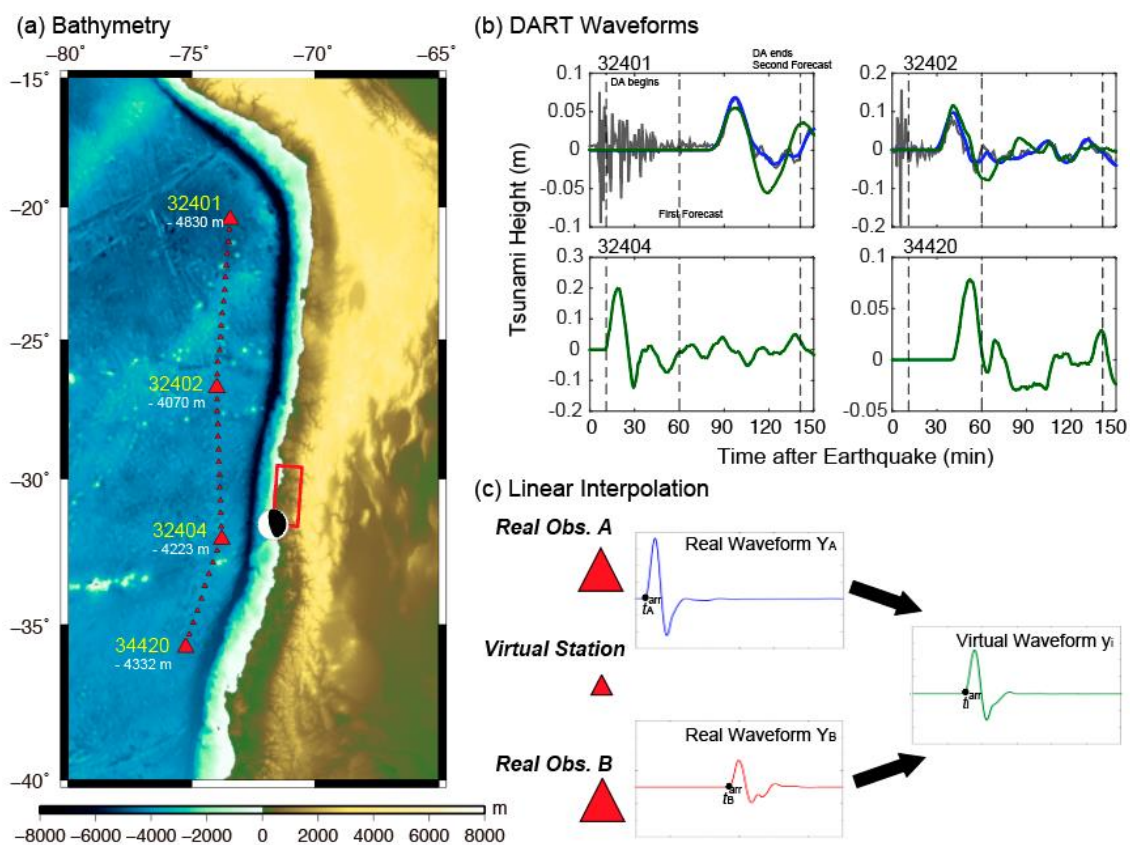 (a) Bathymetry
−80° −75° −70° −65°
−15°
−20°
−25°
−30°
−35°
−40°
32401
- 4830 m
32402
- 4070 m
32404
- 4223 m
34420
- 4332 m
m
−8000 −6000 −4000 −2000 0 2000 4000 6000 8000
(b) DART Waveforms
Tsunami Height (m)
32401
DA begins
DA ends
Second Forecast
First Forecast
0.1
0.05
0
-0.05
-0.1
32402
0.2
0.1
0
-0.1
-0.2
32404
0.3
0.2
0.1
0
-0.1
-0.2
0 30 60 90 120 150
34420
0.1
0.05
0
0.05
0 30 60 90 120 150
Time after Earthquake (min)
(c) Linear Interpolation
Real Obs. A
Real Waveform YA
tA arr
Virtual Station
Virtual Waveform yi
ti arr
Real Obs. B
Real Waveform YB
tB arr